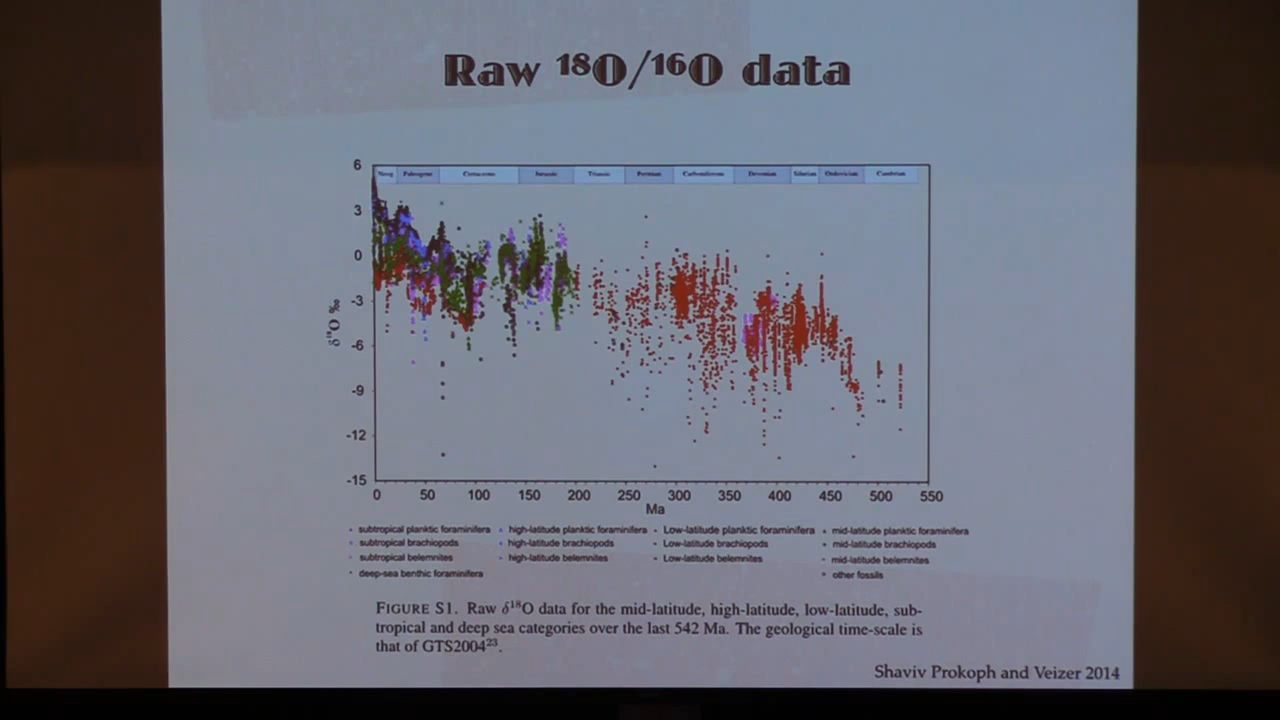 Raw ¹⁸O/¹⁶O data
6
Neog. Paleogene Cretaceous Jurassic Triassic Permian Carboniferous Devonian Silurian Ordovician Cambrian
3
0
-3
-6
-9
-12
-15
δ¹⁸O ‰
0 50 100 150 200 250 300 350 400 450 500 550
Ma
subtropical planktic foraminifera high-latitude planktic foraminifera Low-latitude planktic foraminifera mid-latitude planktic foraminifera
subtropical brachiopods high-latitude brachiopods Low-latitude brachiopods mid-latitude brachiopods
subtropical belemnites high-latitude belemnites Low-latitude belemnites mid-latitude belemnites
deep-sea benthic foraminifera other fossils
FIGURE S1. Raw δ¹⁸O data for the mid-latitude, high-latitude, low-latitude, sub-
tropical and deep sea categories over the last 542 Ma. The geological time-scale is
that of GTS2004²³.
Shaviv Prokoph and Veizer 2014